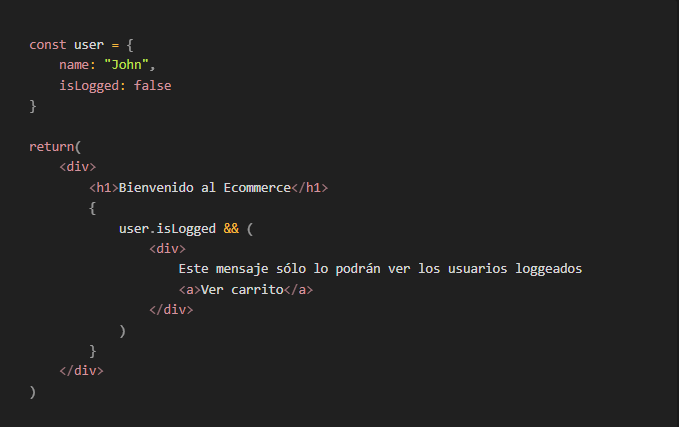 const user = {
    name: "John",
    isLogged: false
}

return(
    <div>
        <h1>Bienvenido al Ecommerce</h1>
        {
            user.isLogged && (
                <div>
                    Este mensaje sólo lo podrán ver los usuarios loggeados
                    <a>Ver carrito</a>
                </div>
            )
        }
    </div>
)